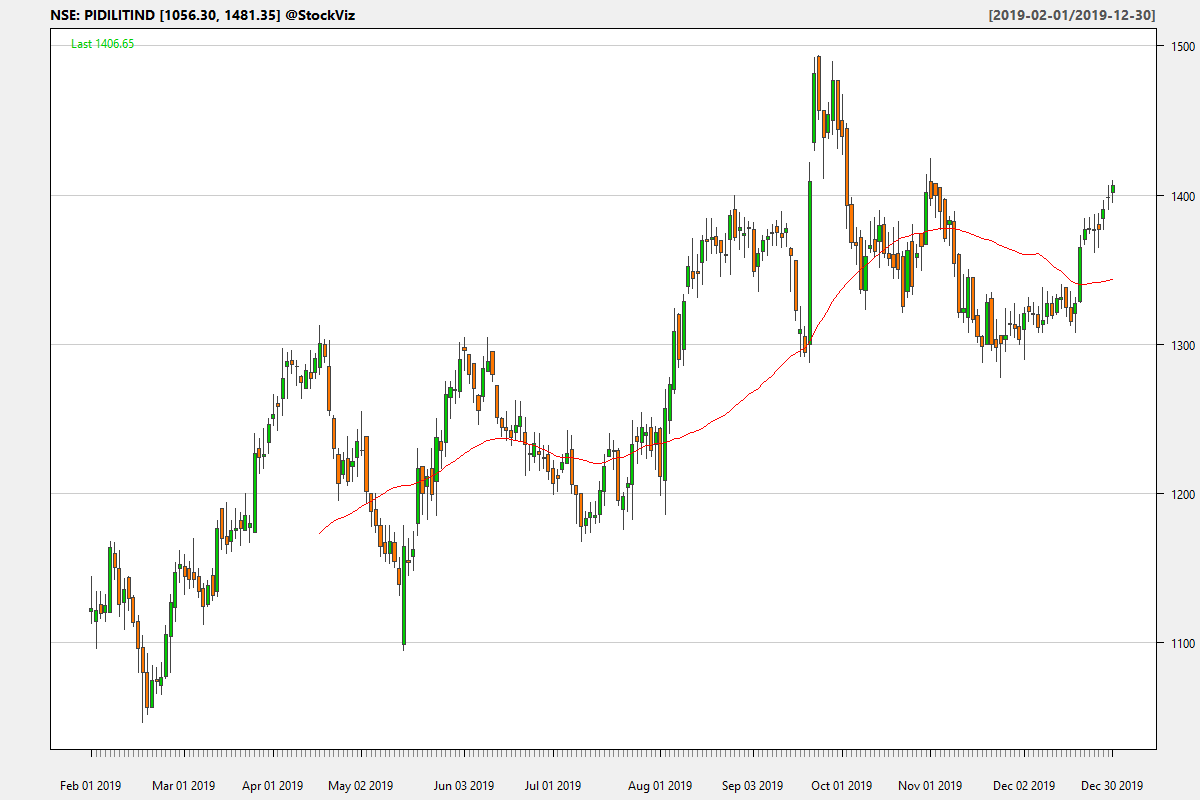 NSE: PIDILITIND [1056.30, 1481.35] @StockViz
[2019-02-01/2019-12-30]
Last 1406.65
1500
1400
1300
1200
1100
Feb 01 2019 Mar 01 2019 Apr 01 2019 May 02 2019 Jun 03 2019 Jul 01 2019 Aug 01 2019 Sep 03 2019 Oct 01 2019 Nov 01 2019 Dec 02 2019 Dec 30 2019